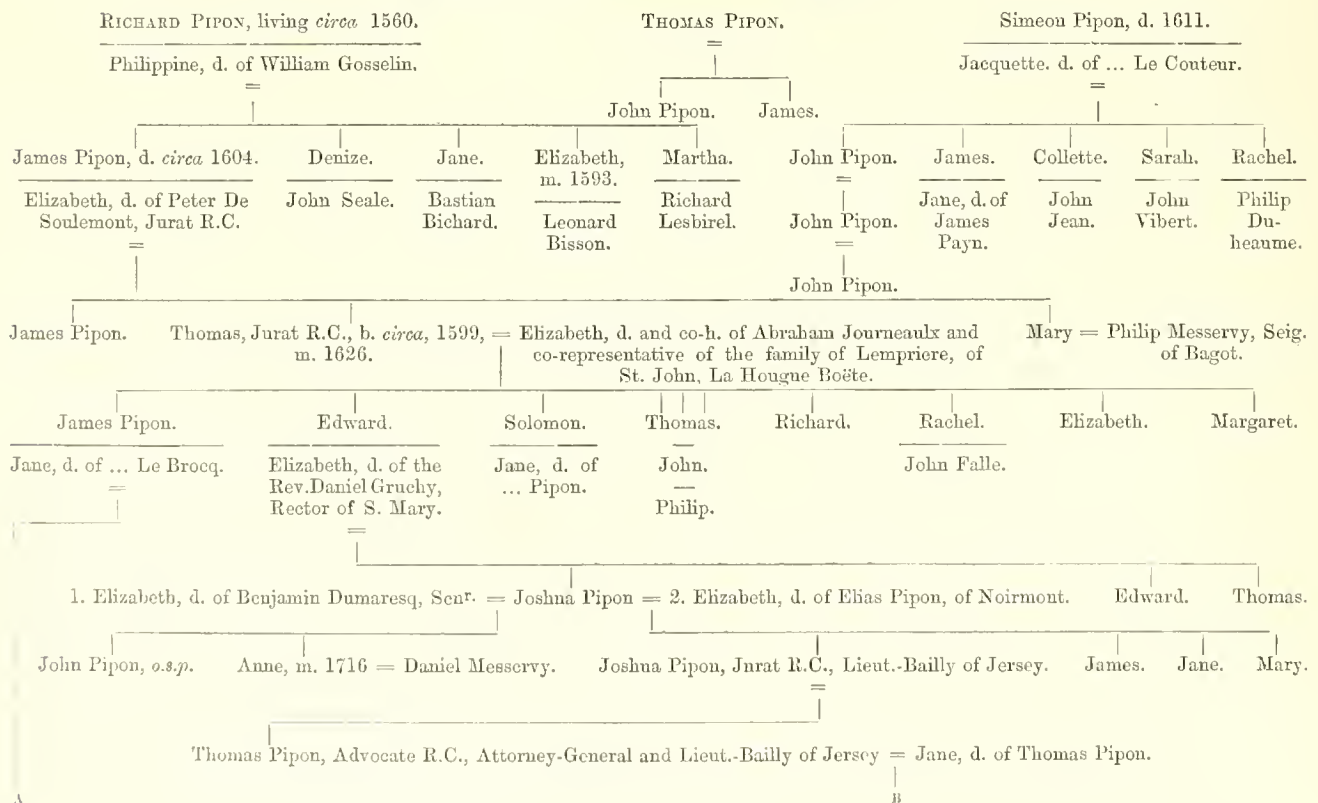 RICHARD PIPON, living circa 1560. THOMAS PIPON. Simeon Pipon, d. 1611.
Philippine, d. of William Gosselin. = Jacquette. d. of ... Le Couteur.
= =
John Pipon. James.
James Pipon, d. circa 1604. Denize. Jane. Elizabeth, m. 1593. Martha. John Pipon. James. Collette. Sarah. Rachel.
Elizabeth, d. of Peter De Soulemont, Jurat R.C. John Seale. Bastian Bichard. Leonard Bisson. Richard Lesbirel. = John Pipon. Jane, d. of James Payn. John Jean. John Vibert. Philip Du-heaume.
= =
John Pipon.
James Pipon. Thomas, Jurat R.C., b. circa, 1599, = Elizabeth, d. and co-h. of Abraham Journeaulx and Mary = Philip Messervy, Seig.
m. 1626. co-representative of the family of Lempriere, of of Bagot.
St. John, La Hougue Boëte.
James Pipon. Edward. Solomon. Thomas. Richard. Rachel. Elizabeth. Margaret.
Jane, d. of ... Le Brocq. Elizabeth, d. of the Jane, d. of John. John Falle.
= Rev. Daniel Gruchy, ... Pipon. —
Rector of S. Mary. Philip.
=
1. Elizabeth, d. of Benjamin Dumaresq, Senr. = Joshua Pipon = 2. Elizabeth, d. of Elias Pipon, of Noirmont. Edward. Thomas.
John Pipon, o.s.p. Anne, m. 1716 = Daniel Messervy. Joshua Pipon, Jurat R.C., Lieut.-Bailly of Jersey. James. Jane. Mary.
=
Thomas Pipon, Advocate R.C., Attorney-General and Lieut.-Bailly of Jersey = Jane, d. of Thomas Pipon.
A B